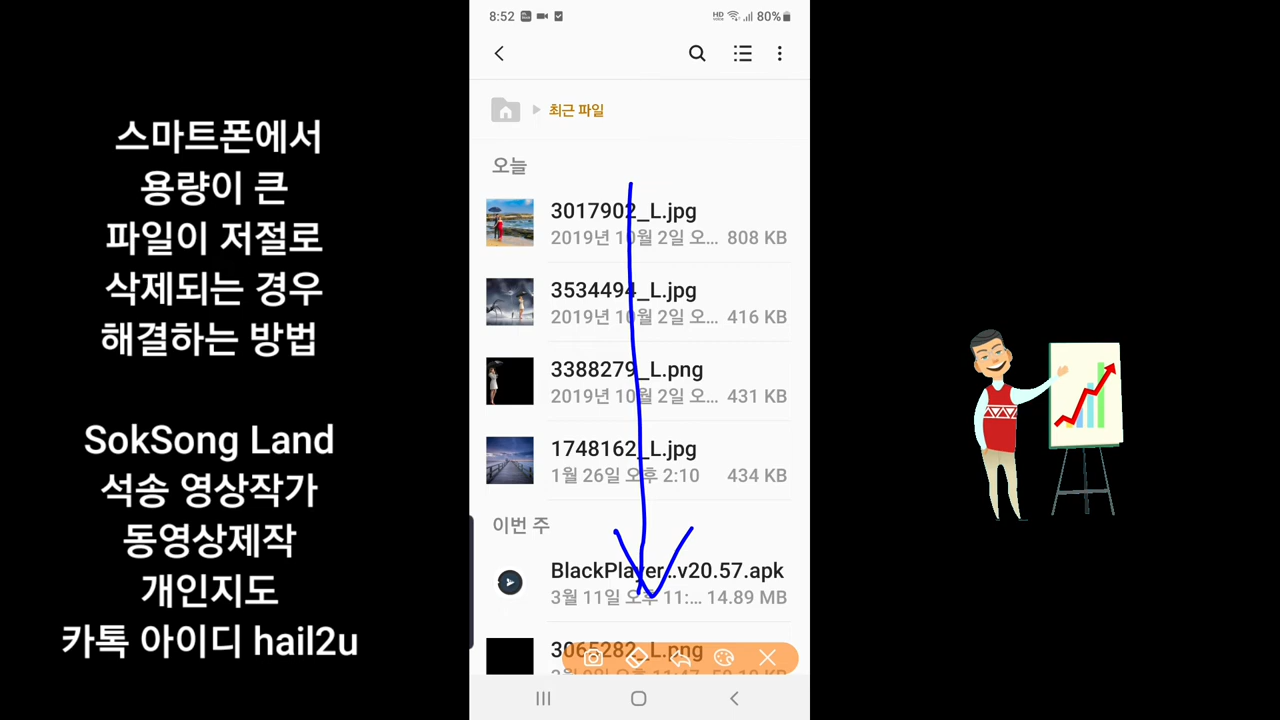 스마트폰에서
용량이 큰
파일이 저절로
삭제되는 경우
해결하는 방법
SokSong Land
석송 영상작가
동영상제작
개인지도
카톡 아이디 hail2u
8:52
80%
최근 파일
오늘
3017902_L.jpg
2019년 10월 2일 오... 808 KB
3534494_L.jpg
2019년 10월 2일 오... 416 KB
3388279_L.png
2019년 10월 2일 오... 431 KB
1748162_L.jpg
1월 26일 오후 2:10 434 KB
이번 주
BlackPlayer...v20.57.apk
3월 11일 오후 11:... 14.89 MB
3065282_L.png